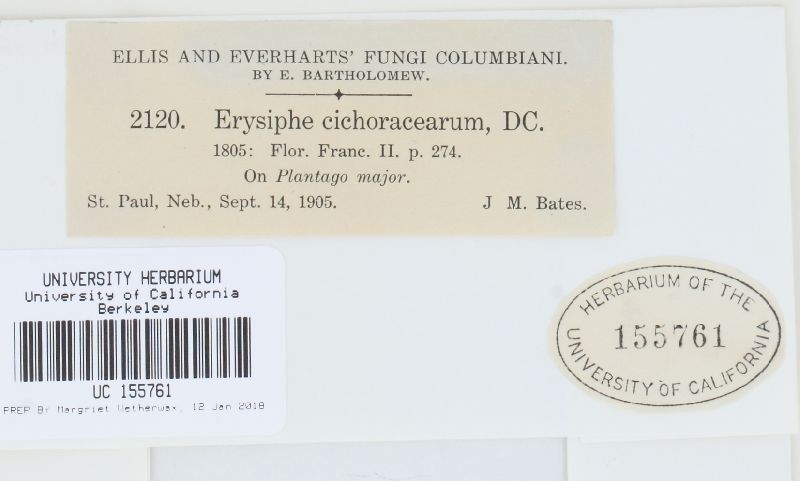 ELLIS AND EVERHARTS' FUNGI COLUMBIANI.
BY E. BARTHOLOMEW.
2120. Erysiphe cichoracearum, DC.
1805: Flor. Franc. II. p. 274.
On Plantago major.
St. Paul, Neb., Sept. 14, 1905. J M. Bates.
UNIVERSITY HERBARIUM
University of California
Berkeley
UC 155761
PREP BY Margriet Wetherwax, 12 Jan 2018
HERBARIUM OF THE
155761
UNIVERSITY OF CALIFORNIA